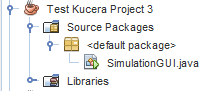 Test Kucera Project 3
Source Packages
<default package>
SimulationGUI.java
Libraries